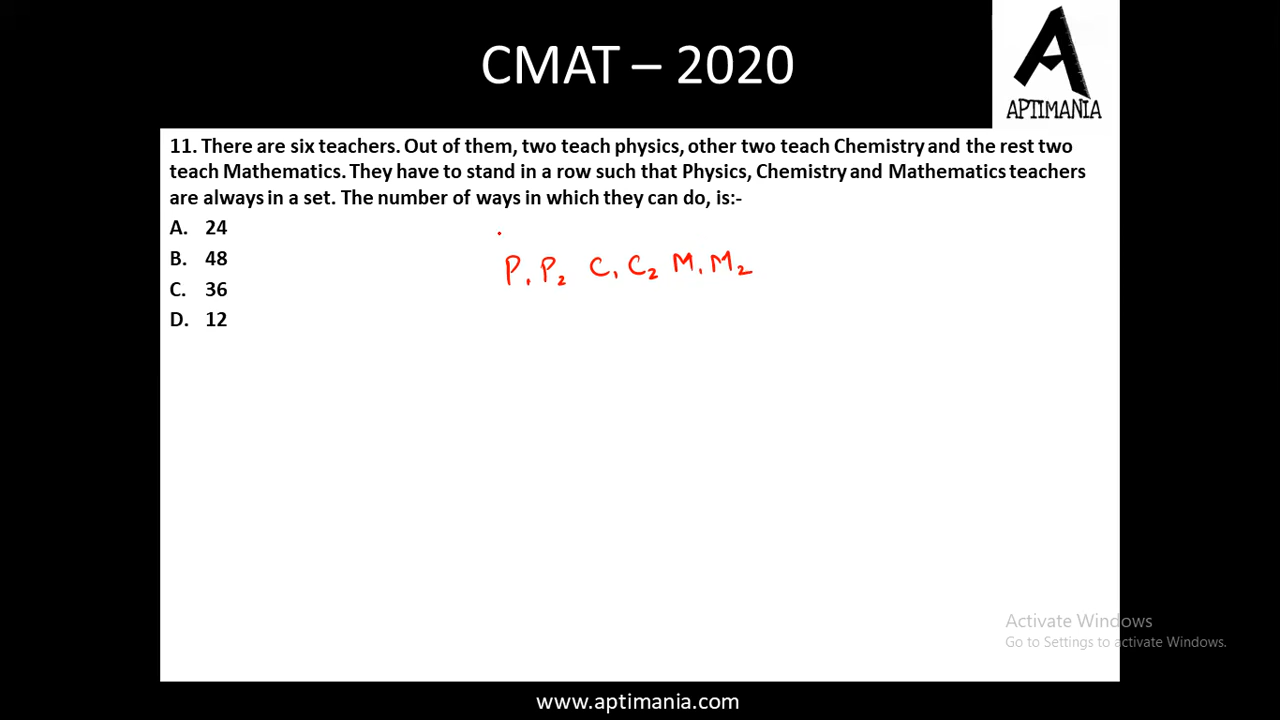 CMAT – 2020
APTIMANIA
11. There are six teachers. Out of them, two teach physics, other two teach Chemistry and the rest two
teach Mathematics. They have to stand in a row such that Physics, Chemistry and Mathematics teachers
are always in a set. The number of ways in which they can do, is:-
A. 24
B. 48
C. 36
D. 12
P₁ P₂ C₁ C₂ M₁ M₂
Activate Windows
Go to Settings to activate Windows.
www.aptimania.com